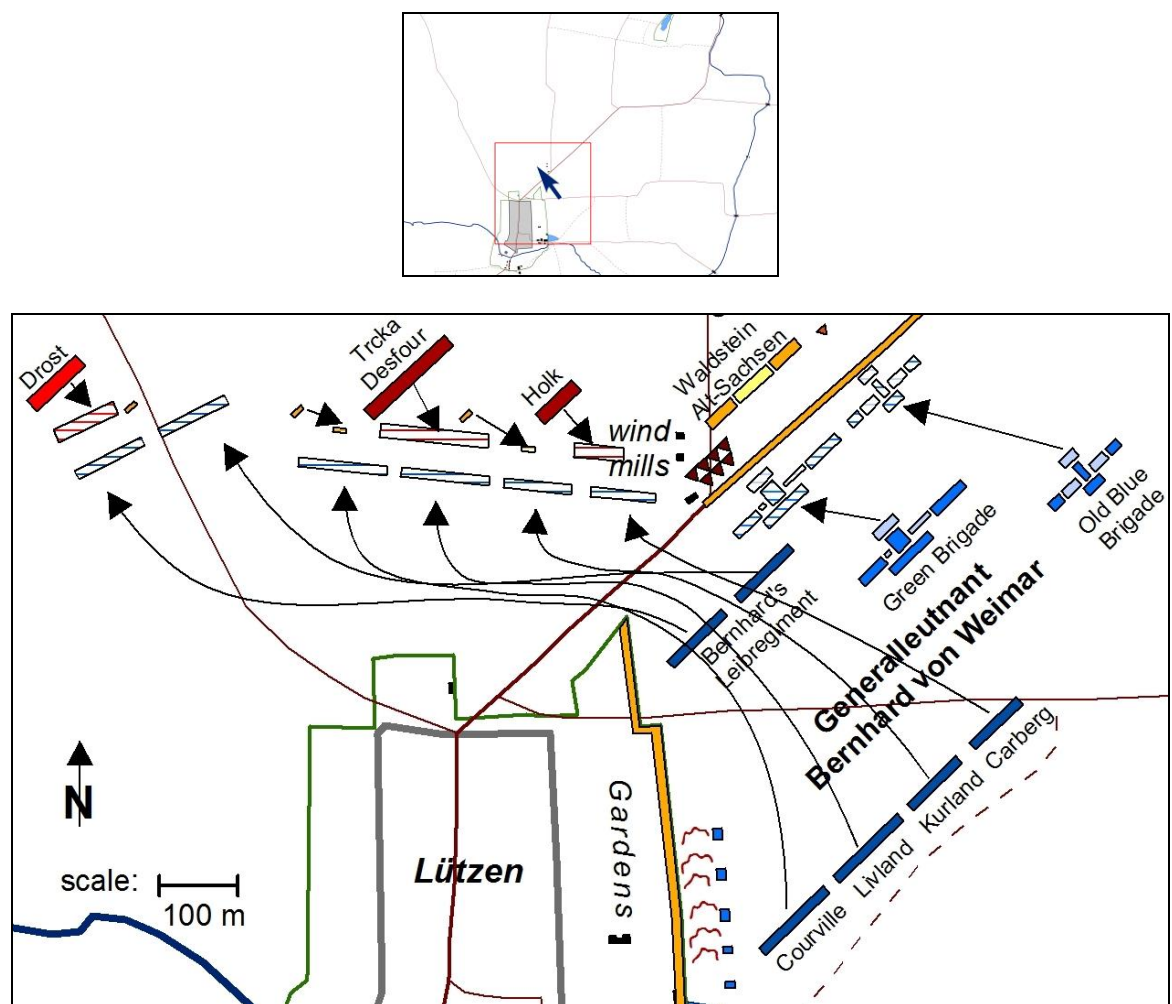 Drost
Trcka
Desfour
Holk
Waldstein
Alt-Sachsen
wind
mills
Old Blue
Brigade
Green Brigade
Bernhard's
Leibregiment
Generalleutnant
Bernhard von Weimar
Carberg
Kurland
Livland
Courville
N
scale:
100 m
Lützen
Gardens